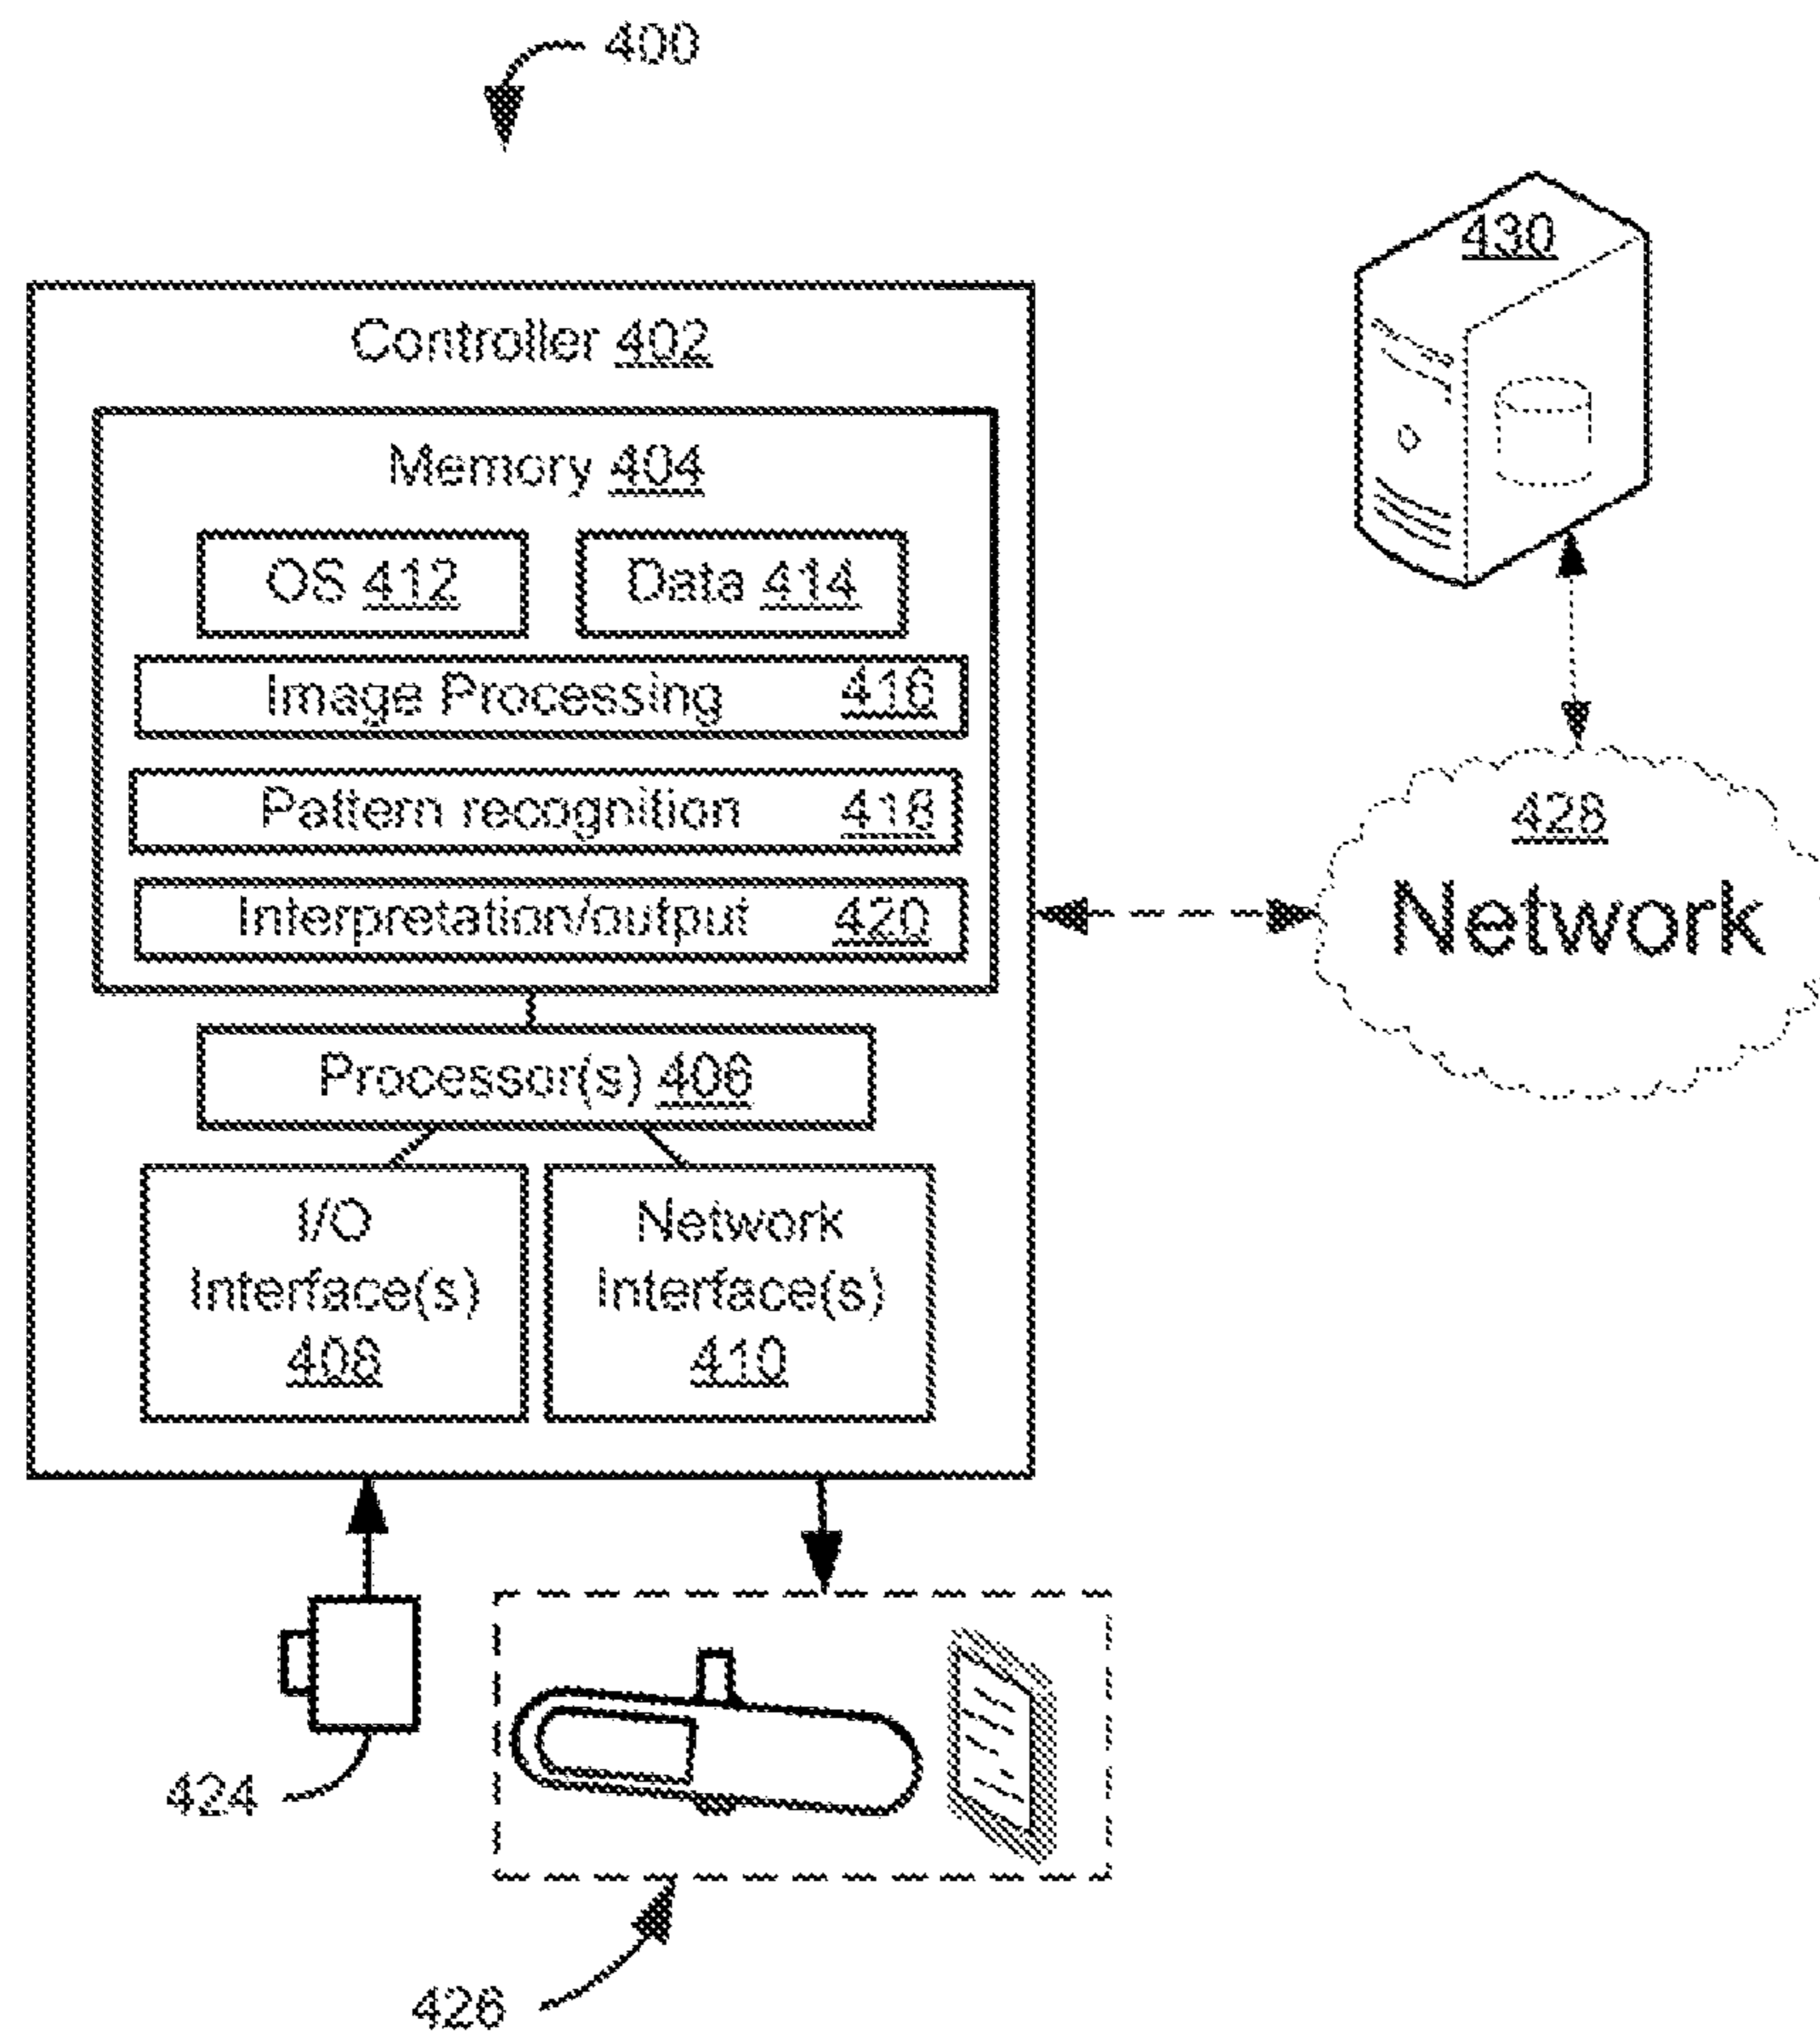 400
430
Controller 402
Memory 404
OS 412
Data 414
Image Processing 416
Pattern recognition 418
Interpretation/output 420
428
Network
Processor(s) 406
I/O
Interface(s)
408
Network
Interface(s)
410
424
426